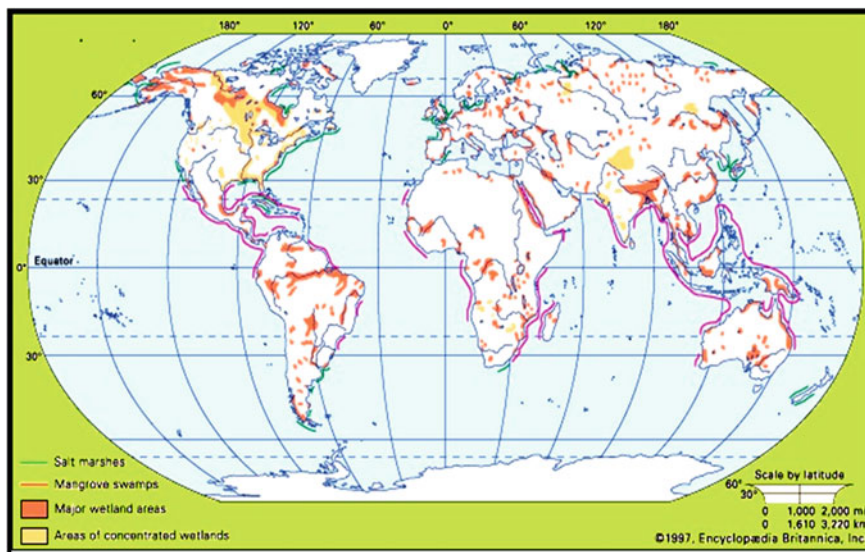 180° 120° 60° 0° 60° 120° 180°
60°
30°
Equator
0°
30°
Salt marshes
Mangrove swamps
Major wetland areas
Areas of concentrated wetlands
Scale by latitude
60°
30°
0 1,000 2,000 mi
0 1,610 3,220 km
©1997, Encyclopædia Britannica, Inc